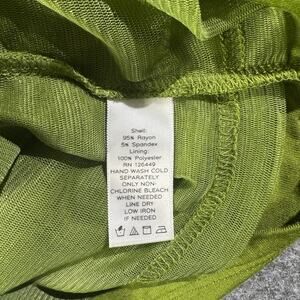 Shell:
95% Rayon
5% Spandex
Lining:
100% Polyester
RN 126449
HAND WASH COLD
SEPARATELY
ONLY NON-
CHLORINE BLEACH
WHEN NEEDED
LINE DRY
LOW IRON
IF NEEDED